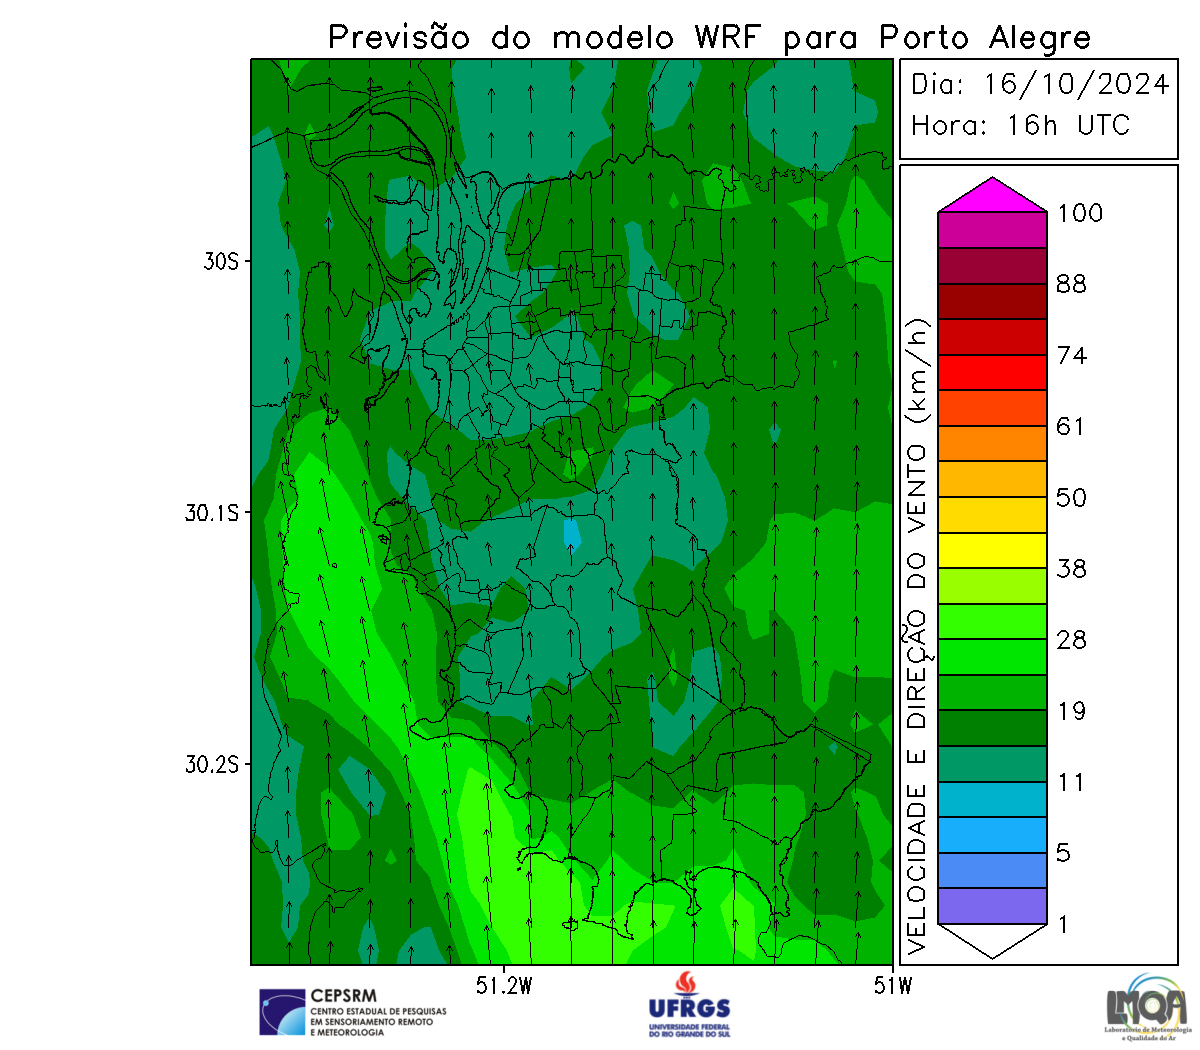 Previsão do modelo WRF para Porto Alegre
Dia: 16/10/2024
Hora: 16h UTC
30S
30.1S
30.2S
51.2W
51W
VELOCIDADE E DIREÇÃO DO VENTO (km/h)
100
88
74
61
50
38
28
19
11
5
1
CEPSRM
CENTRO ESTADUAL DE PESQUISAS
EM SENSORIAMENTO REMOTO
E METEOROLOGIA
UFRGS
UNIVERSIDADE FEDERAL
DO RIO GRANDE DO SUL
LMQA
Laboratório de Meteorologia
e Qualidade do Ar